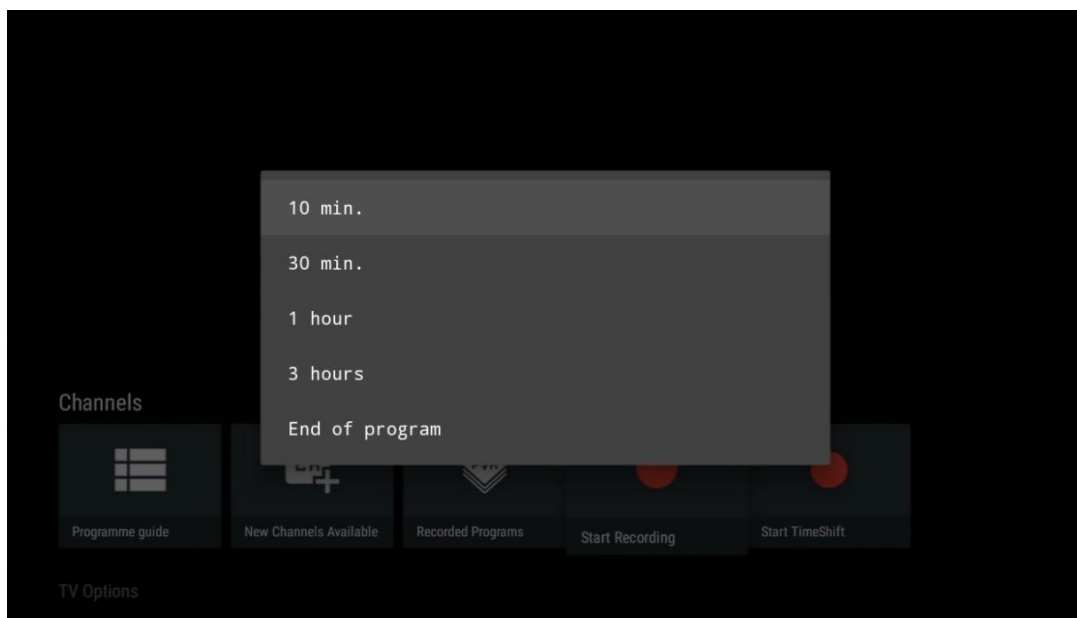 10 min.
30 min.
1 hour
3 hours
End of program
Channels
Programme guide
New Channels Available
Recorded Programs
Start Recording
Start TimeShift
TV Options